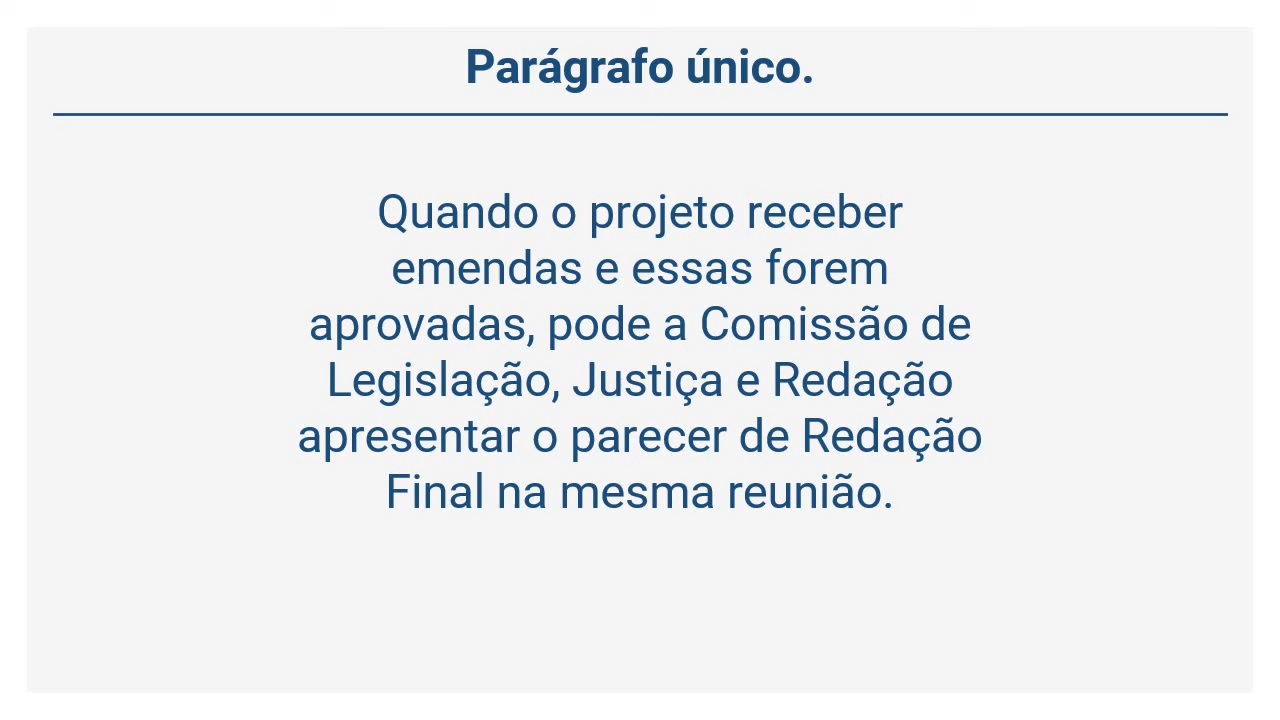 Parágrafo único.
Quando o projeto receber
emendas e essas forem
aprovadas, pode a Comissão de
Legislação, Justiça e Redação
apresentar o parecer de Redação
Final na mesma reunião.